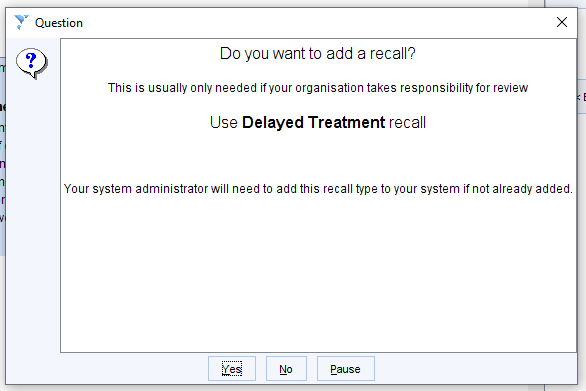 Question
Do you want to add a recall?
This is usually only needed if your organisation takes responsibility for review
Use Delayed Treatment recall
Your system administrator will need to add this recall type to your system if not already added.
Yes No Pause